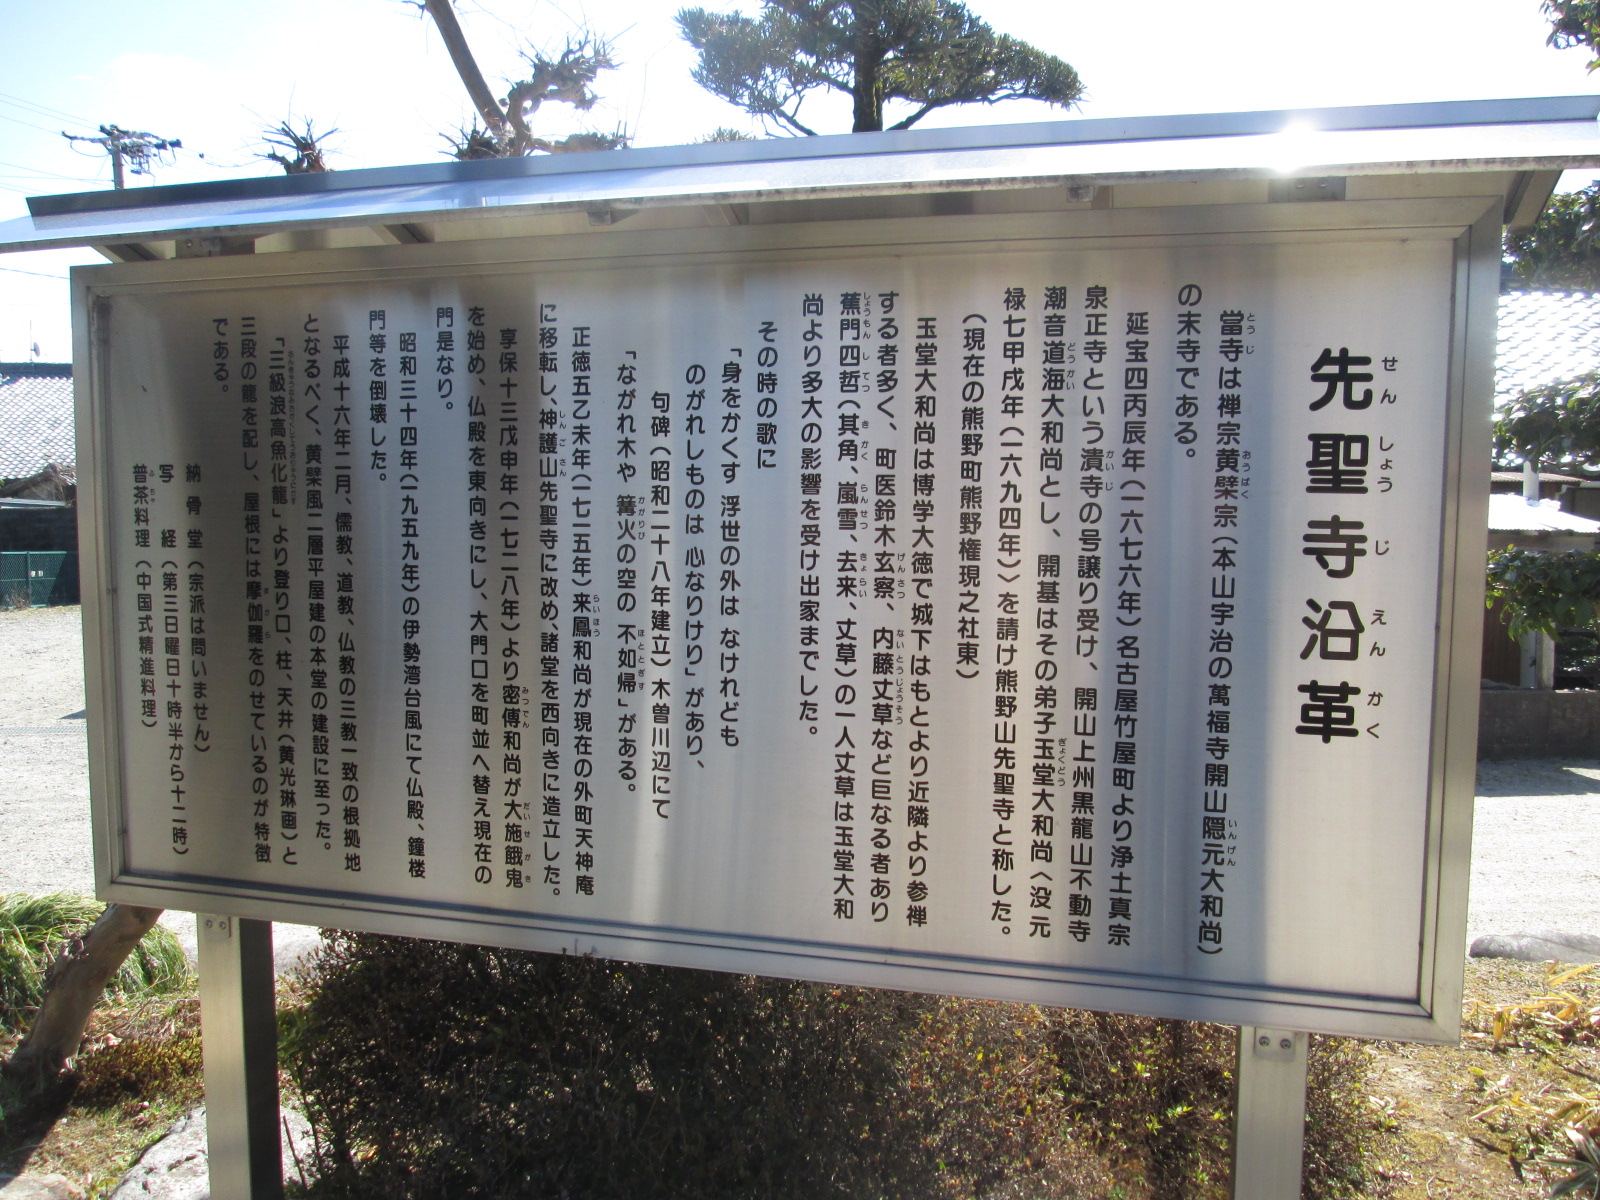 先聖寺沿革
當寺は禅宗黄檗宗（本山宇治の萬福寺開山隠元大和尚）
の末寺である。
延宝四丙辰年（一六七六年）名古屋竹屋町より浄土真宗
泉正寺という潰寺の号譲り受け、開山上州黒龍山不動寺
潮音道海大和尚とし、開基はその弟子玉堂大和尚〈没元
禄七甲戌年（一六九四年）〉を請け熊野山先聖寺と称した。
（現在の熊野町熊野権現之社東）
玉堂大和尚は博学大徳で城下はもとより近隣より参禅
する者多く、町医鈴木玄察、内藤丈草など巨なる者あり
蕉門四哲（其角、嵐雪、去来、丈草）の一人丈草は玉堂大和
尚より多大の影響を受け出家までした。
その時の歌に
「身をかくす 浮世の外は なけれども
のがれしものは 心なりけり」があり、
句碑（昭和二十八年建立）木曽川辺にて
「ながれ木や 篝火の空の 不如帰」がある。
正徳五乙未年（一七一五年）来鳳和尚が現在の外町天神庵
に移転し、神護山先聖寺に改め、諸堂を西向きに造立した。
享保十三戊申年（一七二八年）より密傳和尚が大施餓鬼
を始め、仏殿を東向きにし、大門口を町並へ替え現在の
門是なり。
昭和三十四年（一九五九年）の伊勢湾台風にて仏殿、鐘楼
門等を倒壊した。
平成十六年二月、儒教、道教、仏教の三教一致の根拠地
となるべく、黄檗風二層平屋建の本堂の建設に至った。
「三級浪高魚化龍」より登り口、柱、天井（黄光琳画）と
三段の龍を配し、屋根には摩伽羅をのせているのが特徴
である。
納骨堂（宗派は問いません）
写経（第三日曜日十時半から十二時）
普茶料理（中国式精進料理）